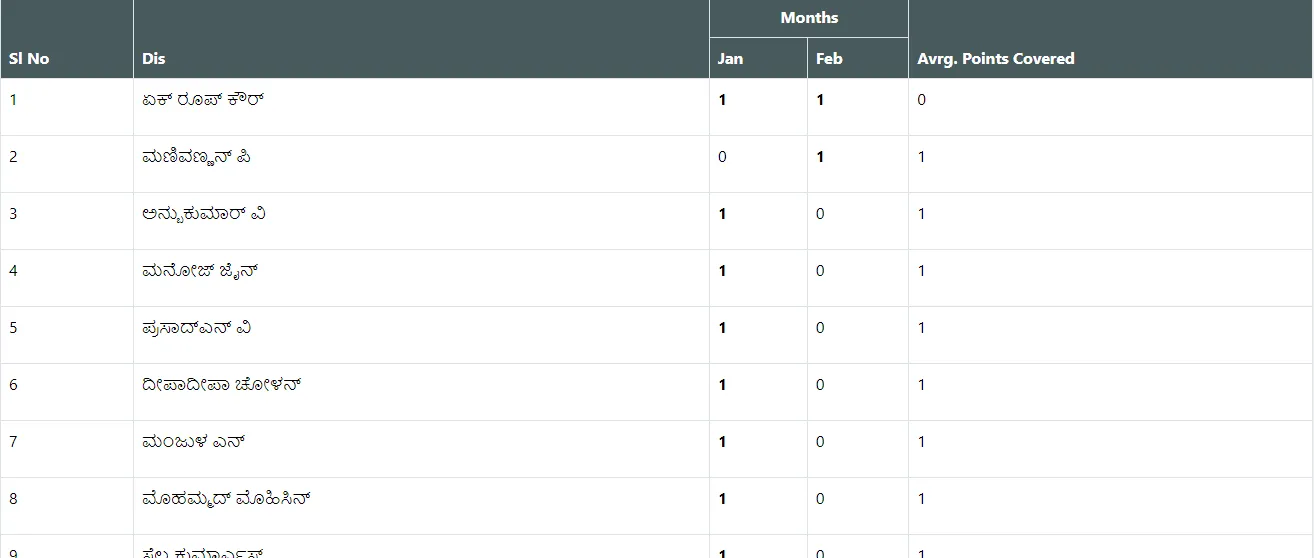 Months
Sl No Dis Jan Feb Avrg. Points Covered
1 ಏಕ್ ರೂಪ್ ಕೌರ್ 1 1 0
2 ಮಣಿವಣ್ಣನ್ ಪಿ 0 1 1
3 ಅನ್ಬುಕುಮಾರ್ ವಿ 1 0 1
4 ಮನೋಜ್ ಜೈನ್ 1 0 1
5 ಪ್ರಸಾದ್‌ಎನ್ ವಿ 1 0 1
6 ದೀಪಾದೀಪಾ ಚೋಳನ್ 1 0 1
7 ಮಂಜುಳ ಎನ್ 1 0 1
8 ಮೊಹಮ್ಮದ್ ಮೊಹಿಸಿನ್ 1 0 1
9 1 0 1